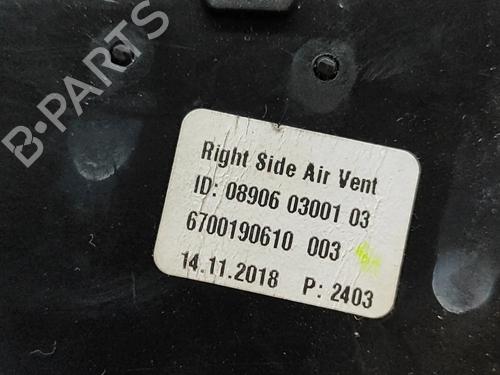 B-PARTS
Right Side Air Vent
ID: 08906 03001 03
6700190610 003
14.11.2018 P: 2403